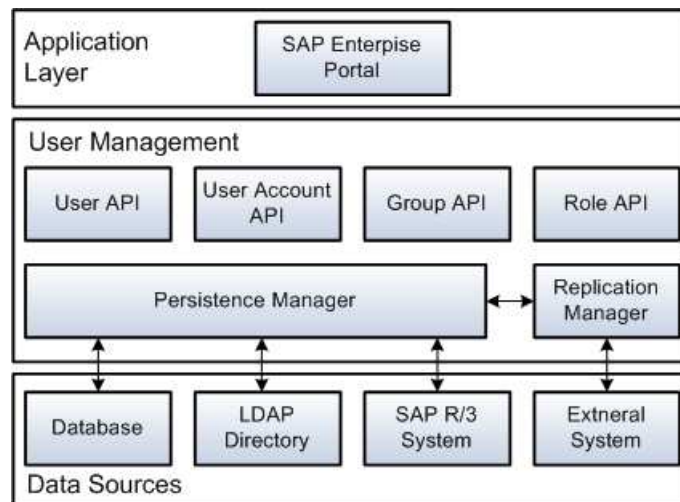 Application
Layer
SAP Enterpise
Portal
User Management
User API
User Account
API
Group API
Role API
Persistence Manager
Replication
Manager
Database
LDAP
Directory
SAP R/3
System
Extneral
System
Data Sources